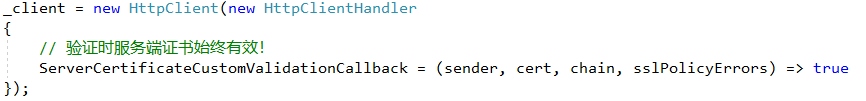 _client = new HttpClient(new HttpClientHandler
{
    // 验证时服务端证书始终有效!
    ServerCertificateCustomValidationCallback = (sender, cert, chain, sslPolicyErrors) => true
});